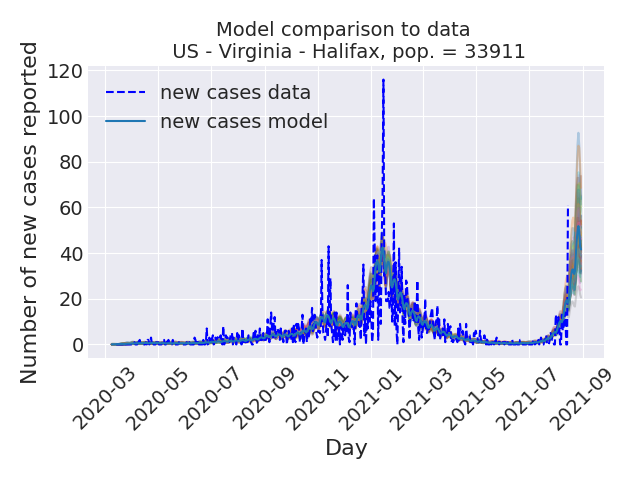 Model comparison to data
US - Virginia - Halifax, pop. = 33911
Number of new cases reported
120
100
80
60
40
20
0
new cases data
new cases model
2020-03
2020-05
2020-07
2020-09
2020-11
2021-01
2021-03
2021-05
2021-07
2021-09
Day